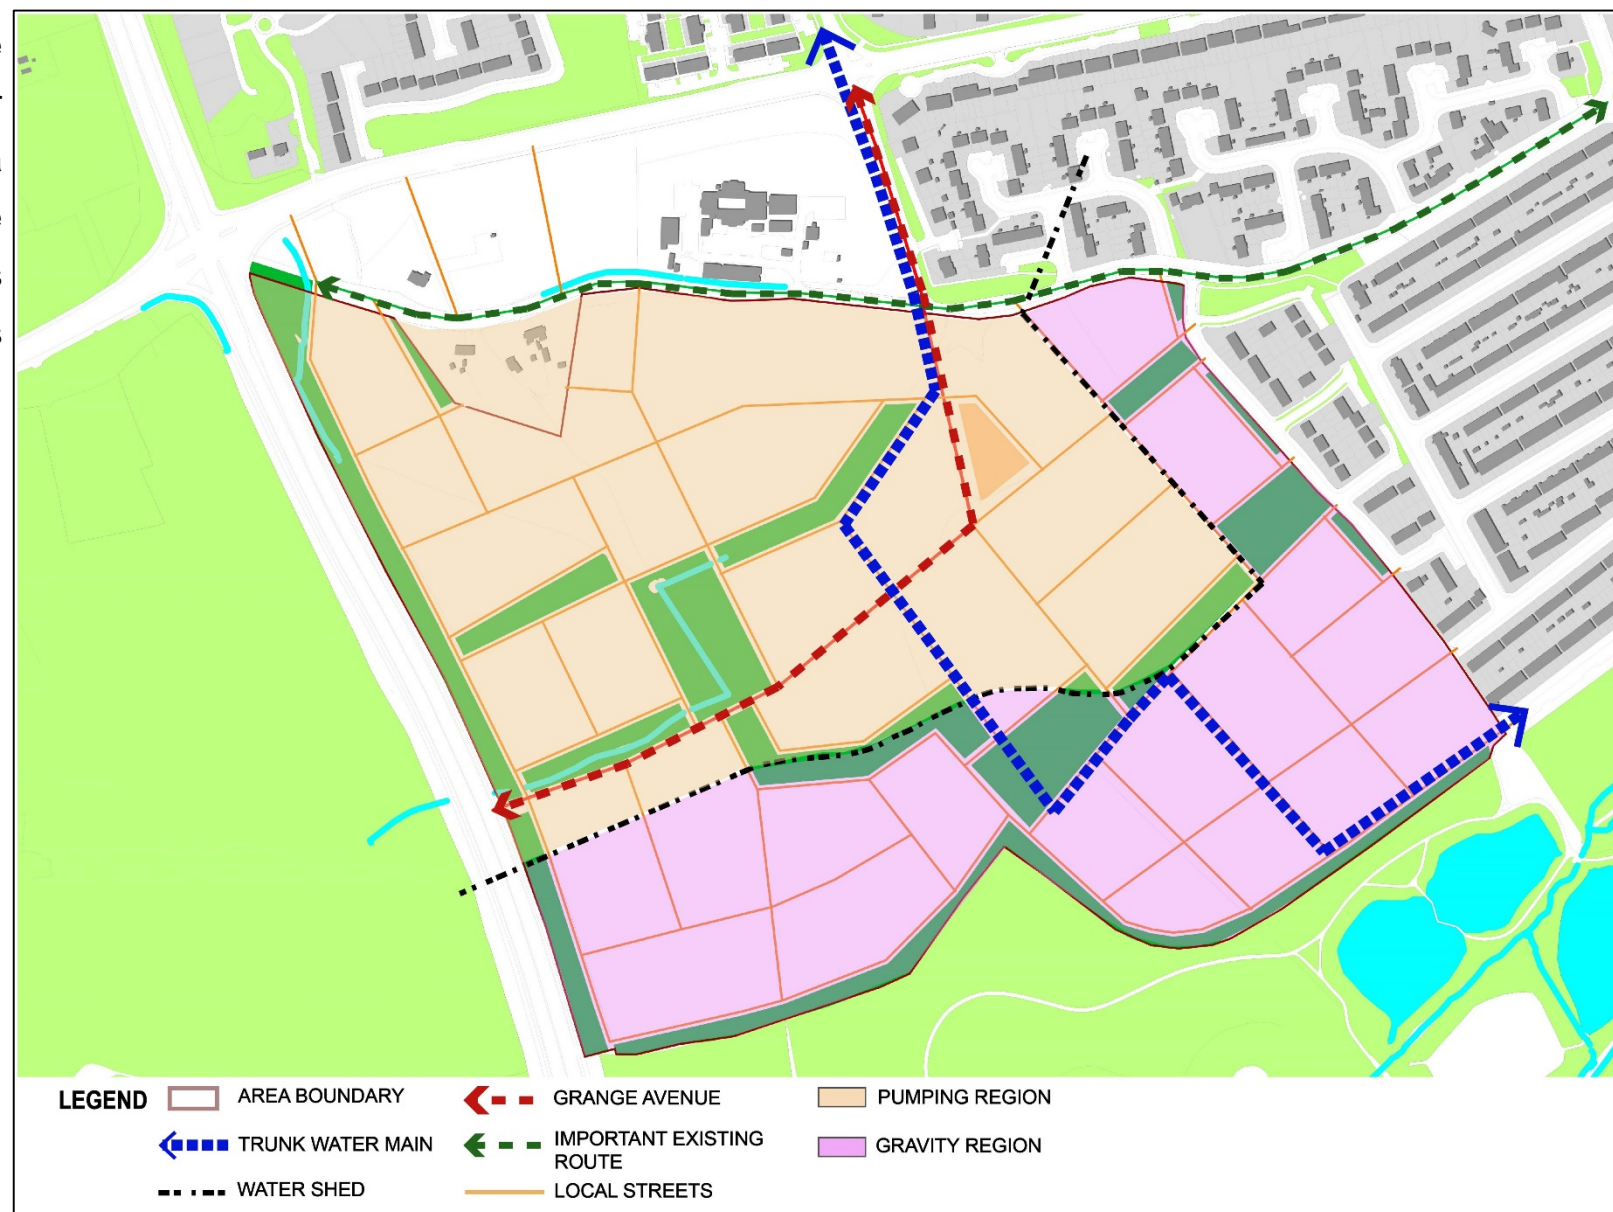 LEGEND
AREA BOUNDARY
GRANGE AVENUE
PUMPING REGION
TRUNK WATER MAIN
IMPORTANT EXISTING
ROUTE
GRAVITY REGION
WATER SHED
LOCAL STREETS